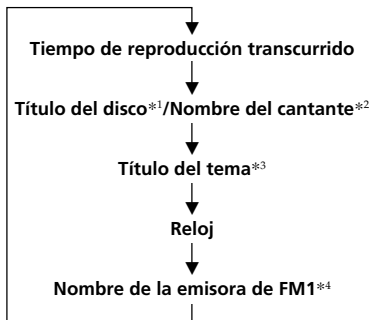 Tiempo de reproducción transcurrido
Título del disco*1/Nombre del cantante*2
Título del tema*3
Reloj
Nombre de la emisora de FM1*4